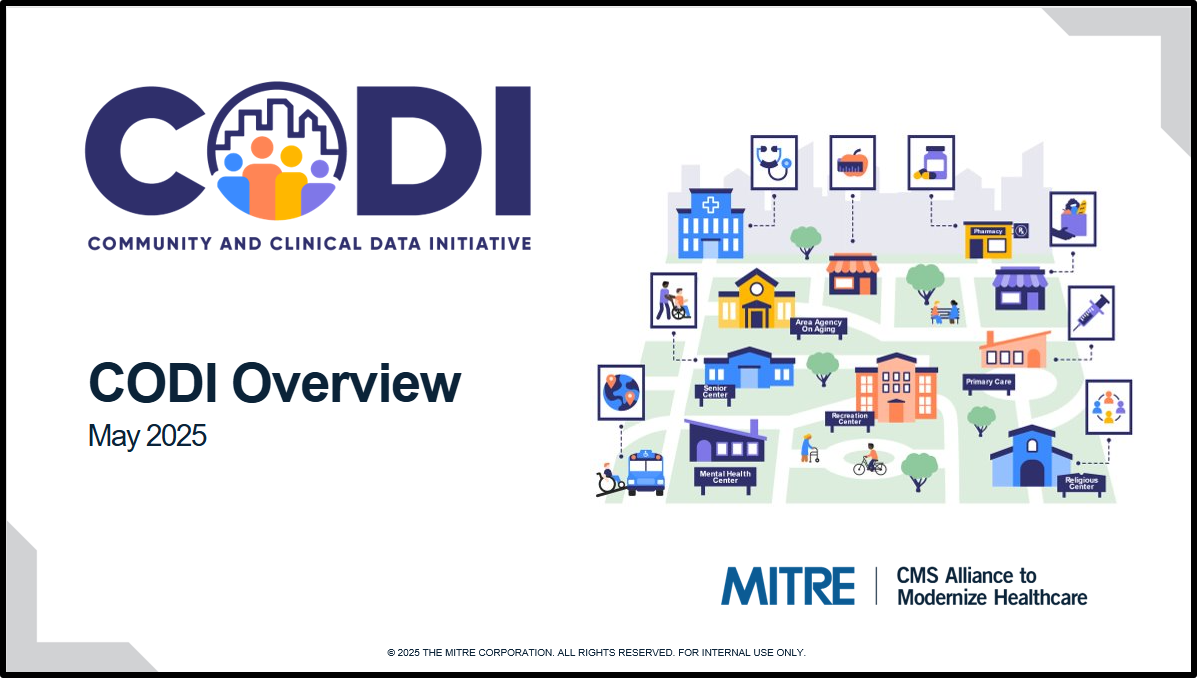 CODI
COMMUNITY AND CLINICAL DATA INITIATIVE
CODI Overview
May 2025
Pharmacy
Area Agency
On Aging
Senior
Center
Primary Care
Recreation
Center
Mental Health
Center
Religious
Center
MITRE
CMS Alliance to
Modernize Healthcare
© 2025 THE MITRE CORPORATION. ALL RIGHTS RESERVED. FOR INTERNAL USE ONLY.